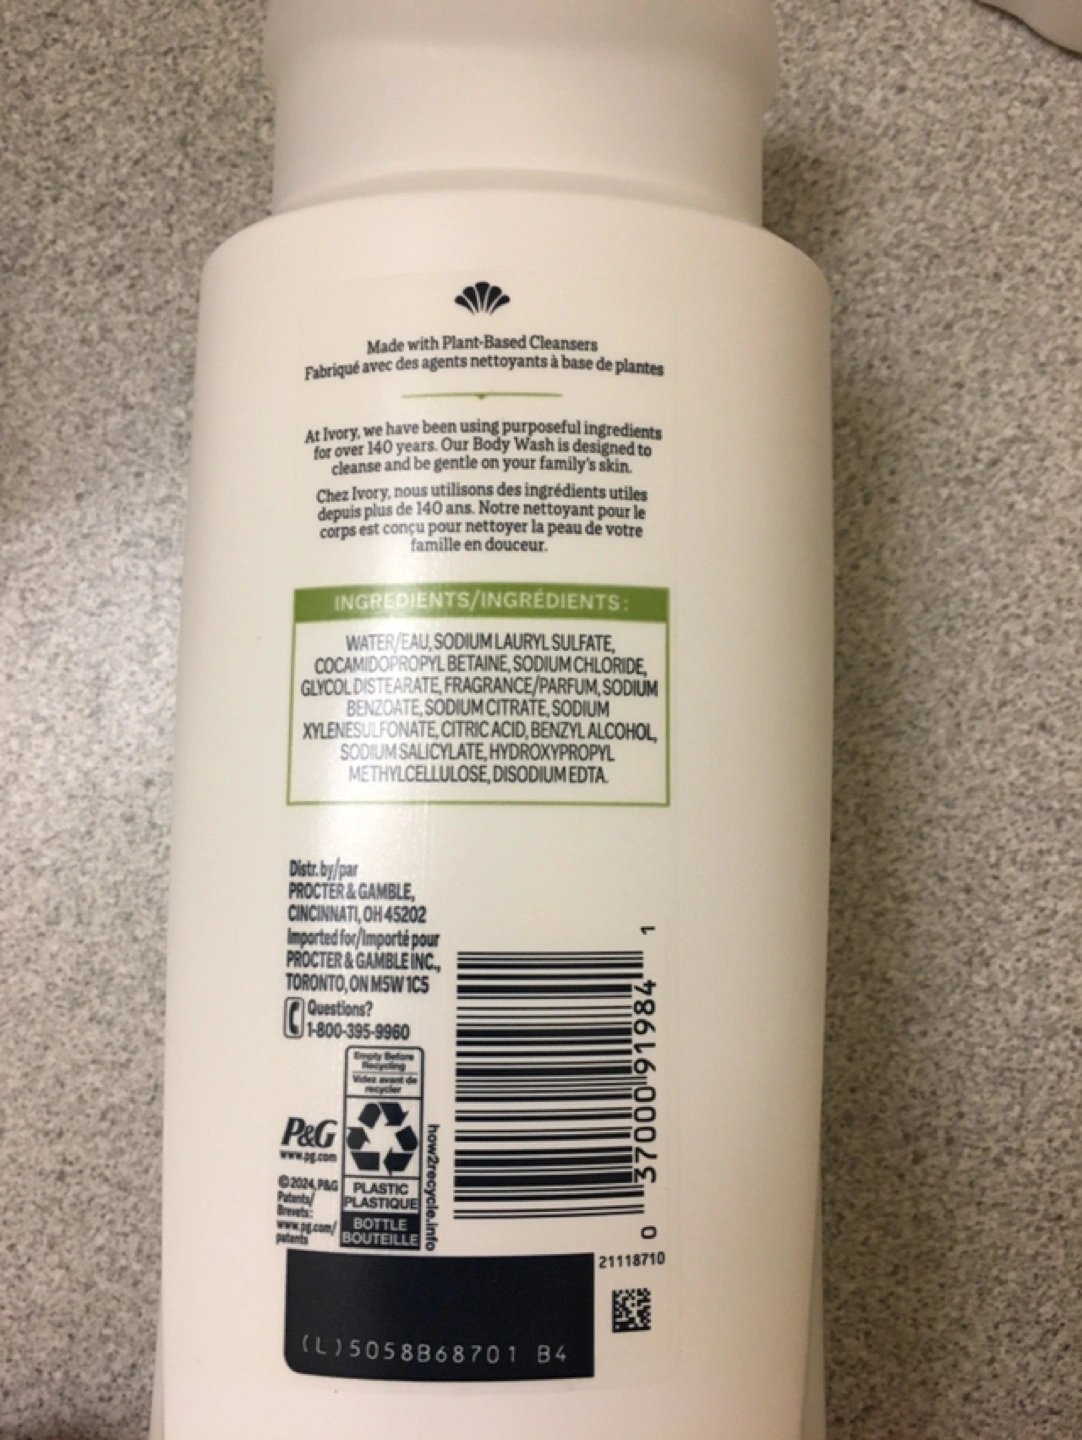 Made with Plant-Based Cleansers
Fabriqué avec des agents nettoyants à base de plantes
At Ivory, we have been using purposeful ingredients
for over 140 years. Our Body Wash is designed to
cleanse and be gentle on your family's skin.
Chez Ivory, nous utilisons des ingrédients utiles
depuis plus de 140 ans. Notre nettoyant pour le
corps est conçu pour nettoyer la peau de votre
famille en douceur.
INGREDIENTS/INGRÉDIENTS:
WATER/EAU, SODIUM LAURYL SULFATE,
COCAMIDOPROPYL BETAINE, SODIUM CHLORIDE,
GLYCOL DISTEARATE, FRAGRANCE/PARFUM, SODIUM
BENZOATE, SODIUM CITRATE, SODIUM
XYLENESULFONATE, CITRIC ACID, BENZYL ALCOHOL,
SODIUM SALICYLATE, HYDROXYPROPYL
METHYLCELLULOSE, DISODIUM EDTA.
Distr. by/par
PROCTER & GAMBLE,
CINCINNATI, OH 45202
Imported for/Importé pour
PROCTER & GAMBLE INC.,
TORONTO, ON M5W 1C5
Questions?
1-800-395-9960
Empty Before
Recycling
Videz avant de
recycler
PLASTIC
PLASTIQUE
BOTTLE
BOUTEILLE
how2recycle.info
P&G
www.pg.com
©2024, P&G
Patents/
Brevets:
www.pg.com/
patents
0 37000 91984 1
21118710
(L)5058B68701 B4